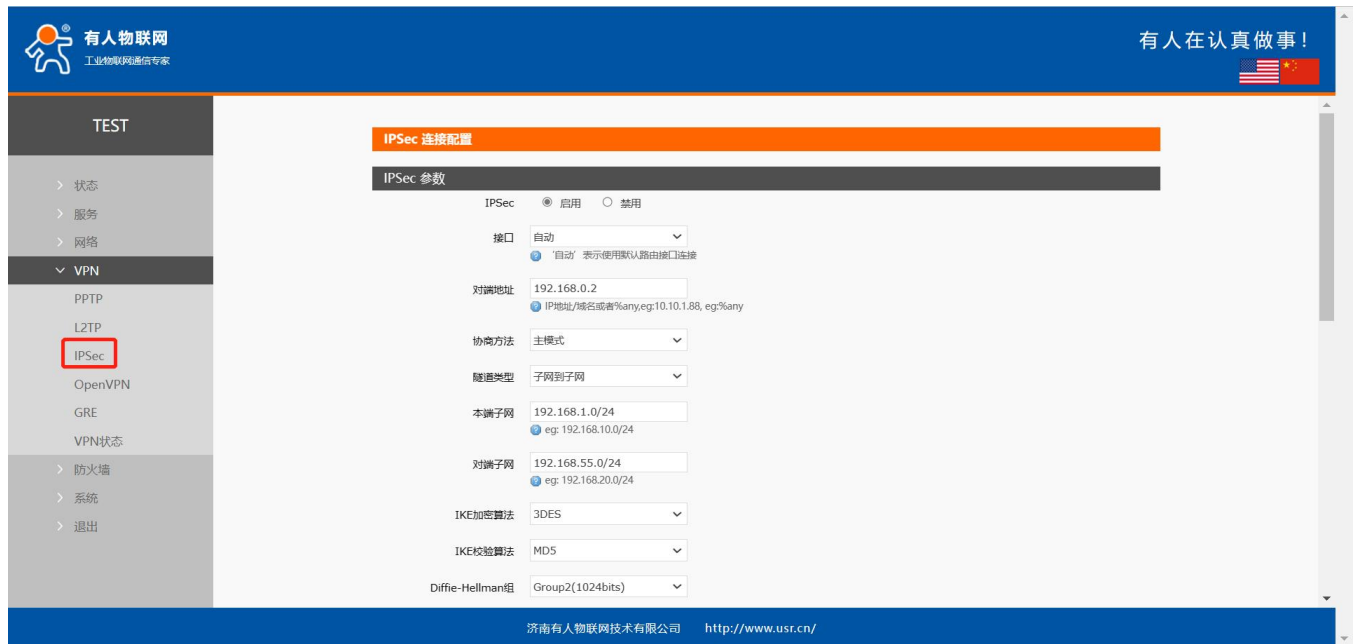 有人物联网
工业物联网通信专家
有人在认真做事！
TEST
状态
服务
网络
VPN
PPTP
L2TP
IPSec
OpenVPN
GRE
VPN状态
防火墙
系统
退出
IPSec 连接配置
IPSec 参数
IPSec 启用 禁用
接口 自动
‘自动’表示使用默认路由接口连接
对端地址 192.168.0.2
IP地址/域名或者%any,eg:10.10.1.88, eg:%any
协商方法 主模式
隧道类型 子网到子网
本端子网 192.168.1.0/24
eg: 192.168.10.0/24
对端子网 192.168.55.0/24
eg: 192.168.20.0/24
IKE加密算法 3DES
IKE校验算法 MD5
Diffie-Hellman组 Group2(1024bits)
济南有人物联网技术有限公司 http://www.usr.cn/